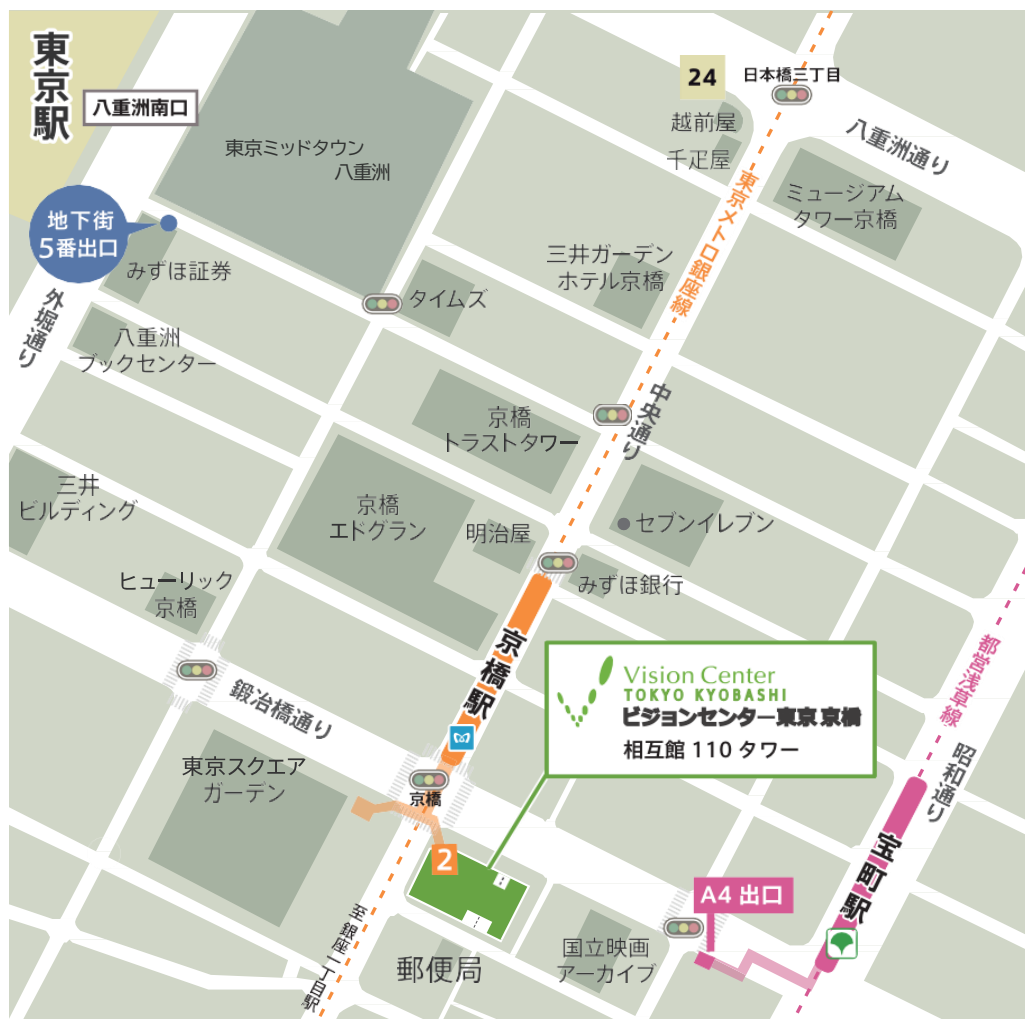 東京駅
八重洲南口
24
日本橋三丁目
越前屋
千疋屋
八重洲通り
東京ミッドタウン
八重洲
東京メトロ銀座線
ミュージアム
タワー京橋
地下街
5番出口
みずほ証券
三井ガーデン
ホテル京橋
タイムズ
外堀通り
八重洲
ブックセンター
中央通り
京橋
トラストタワー
三井
ビルディング
京橋
エドグラン
明治屋
セブンイレブン
ヒューリック
京橋
みずほ銀行
京橋駅
都営浅草線
Vision Center
TOKYO KYOBASHI
ビジョンセンター東京 京橋
相互館 110 タワー
鍛冶橋通り
昭和通り
東京スクエア
ガーデン
京橋
2
宝町駅
A4 出口
至銀座一丁目駅
郵便局
国立映画
アーカイブ